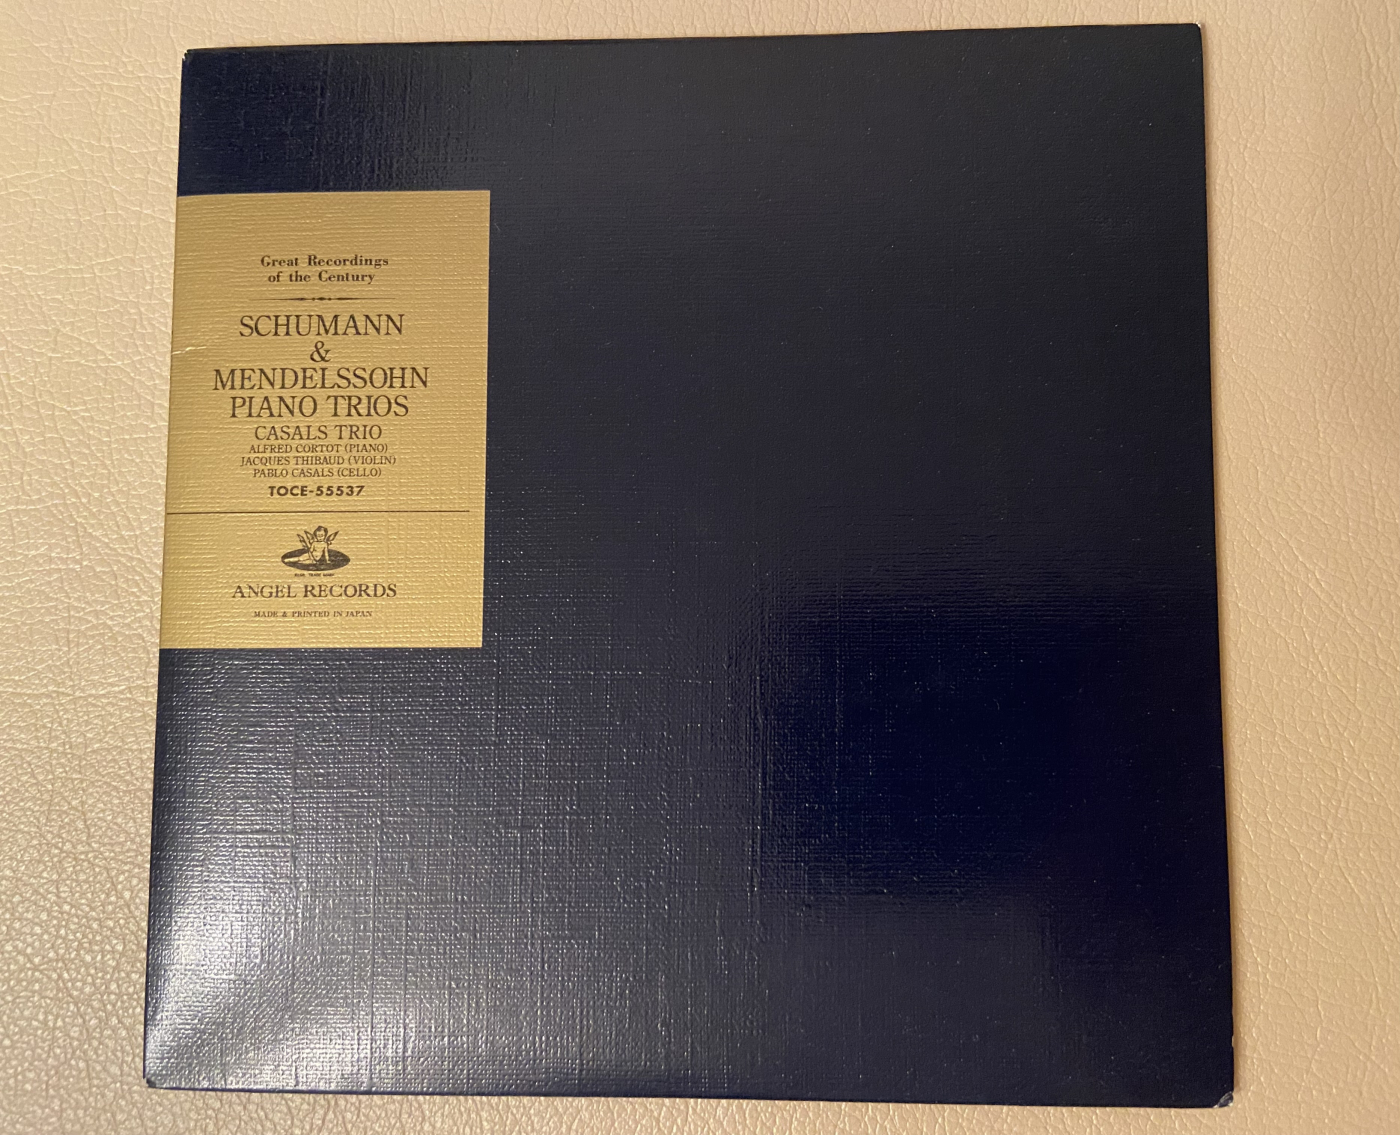 Great Recordings
of the Century
SCHUMANN
&
MENDELSSOHN
PIANO TRIOS
CASALS TRIO
ALFRED CORTOT (PIANO)
JACQUES THIBAUD (VIOLIN)
PABLO CASALS (CELLO)
TOCE-55537
ANGEL RECORDS
MADE & PRINTED IN JAPAN